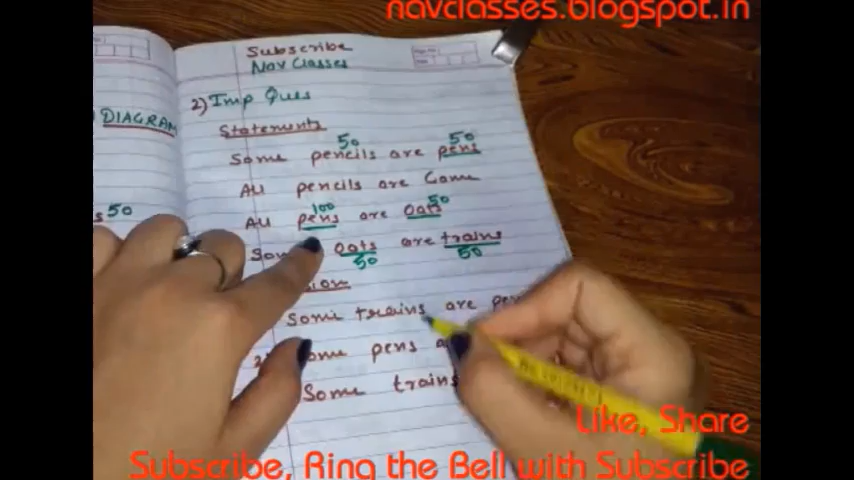 navclasses.blogspot.in
Subscribe
Nav Classes
2) Imp Ques
DIAGRAM
Statements
50 50
Some pencils are pens
All pencils are Game
100 50
All pens are oats
50
oats are trains
50 50
Some trains are
Some pens
Some trains
Like, Share
Subscribe, Ring the Bell with Subscribe